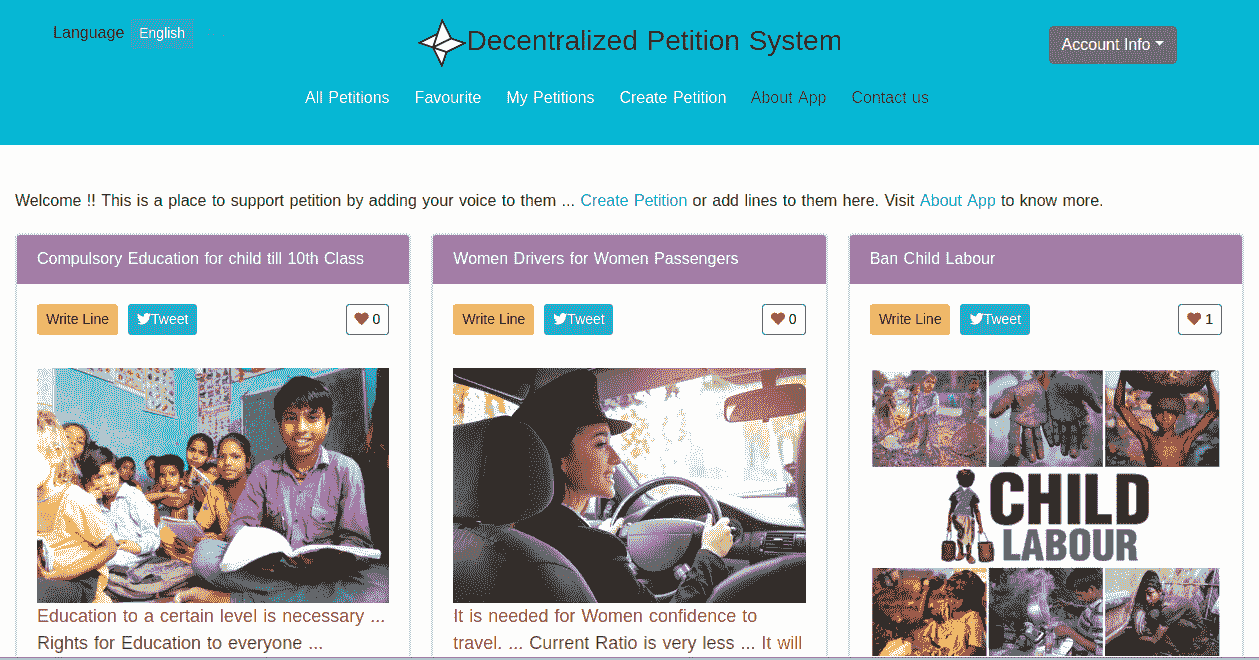 Language English
Decentralized Petition System
Account Info
All Petitions Favourite My Petitions Create Petition About App Contact us
Welcome !! This is a place to support petition by adding your voice to them ... Create Petition or add lines to them here. Visit About App to know more.
Compulsory Education for child till 10th Class
Write Line Tweet 0
Education to a certain level is necessary ...
Rights for Education to everyone ...
Women Drivers for Women Passengers
Write Line Tweet 0
It is needed for Women confidence to
travel. ... Current Ratio is very less ... It will
Ban Child Labour
Write Line Tweet 1
CHILD
LABOUR